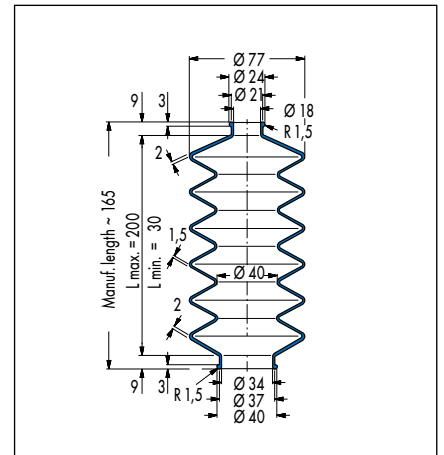 Ø 77
Ø 24
Ø 21
9
3
Ø 18
R 1,5
2
Manuf. length ~ 165
L max. = 200
L min. = 30
1,5
Ø 40
2
9
3
R 1,5
Ø 34
Ø 37
Ø 40